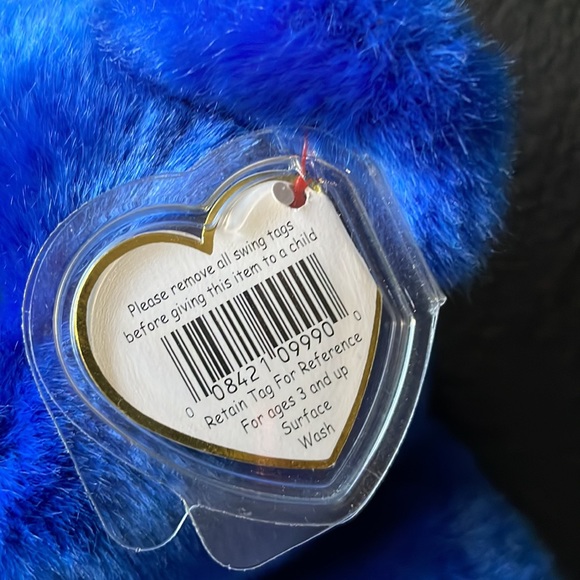 Please remove all swing tags
before giving this item to a child
0 08421 09990 0
Retain Tag For Reference
For ages 3 and up
Surface
Wash